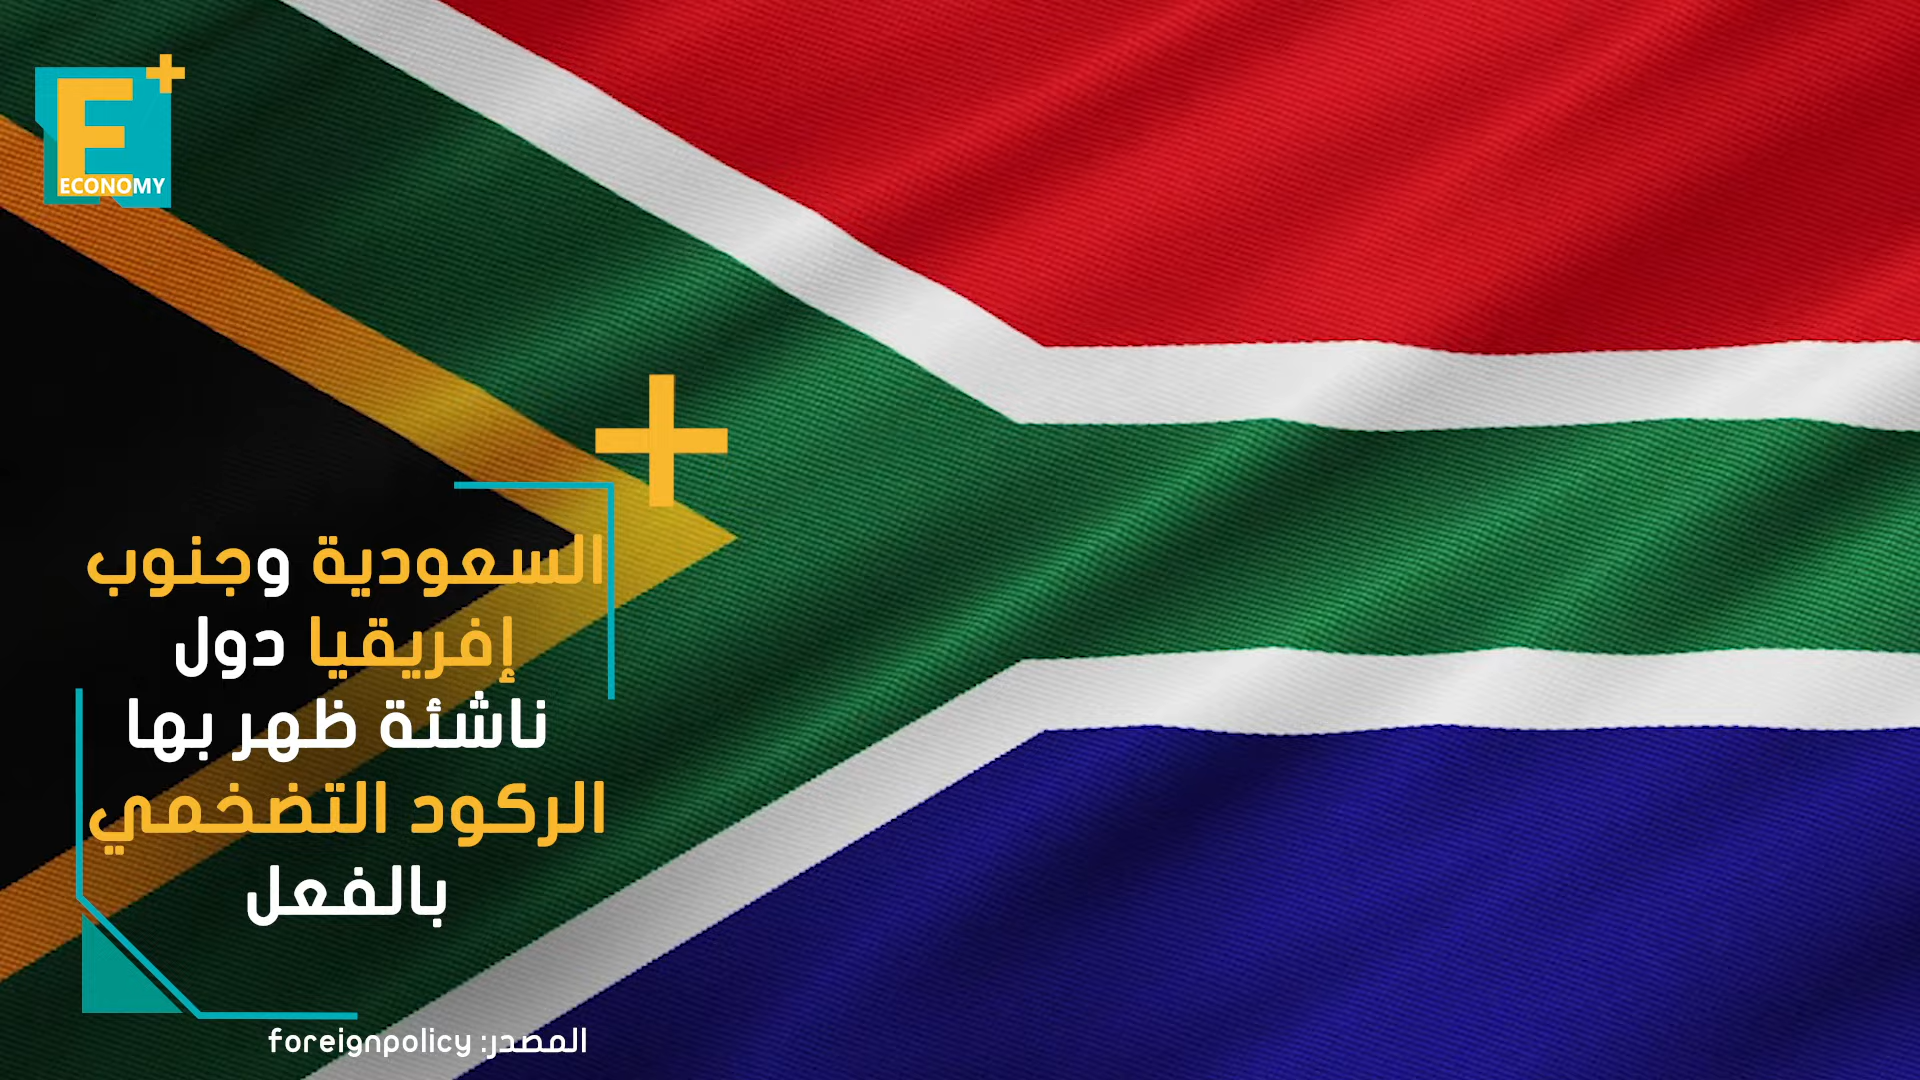 E+
ECONOMY
السعودية وجنوب
إفريقيا دول
ناشئة ظهر بها
الركود التضخمي
بالفعل
المصدر: foreignpolicy